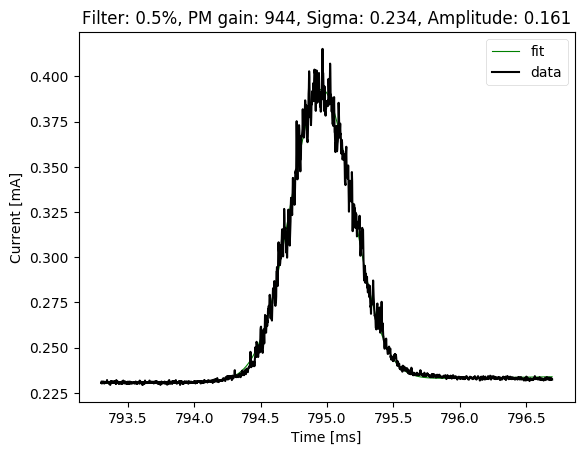 Filter: 0.5%, PM gain: 944, Sigma: 0.234, Amplitude: 0.161
fit
data
Current [mA]
0.400
0.375
0.350
0.325
0.300
0.275
0.250
0.225
793.5 794.0 794.5 795.0 795.5 796.0 796.5
Time [ms]